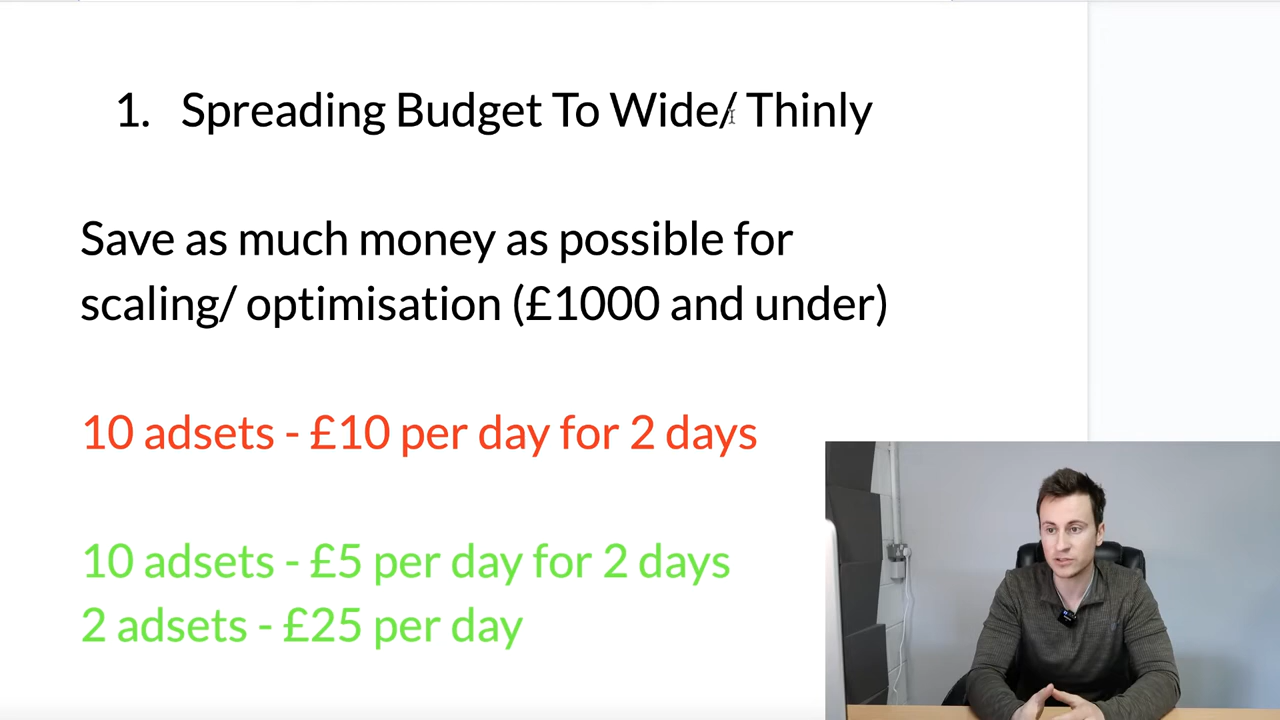 1. Spreading Budget To Wide/ Thinly
Save as much money as possible for
scaling/ optimisation (£1000 and under)
10 adsets - £10 per day for 2 days
10 adsets - £5 per day for 2 days
2 adsets - £25 per day